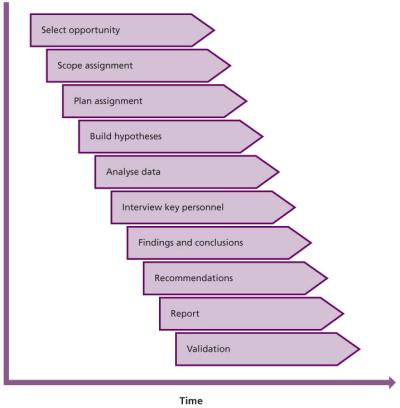 Select opportunity
Scope assignment
Plan assignment
Build hypotheses
Analyse data
Interview key personnel
Findings and conclusions
Recommendations
Report
Validation
Time